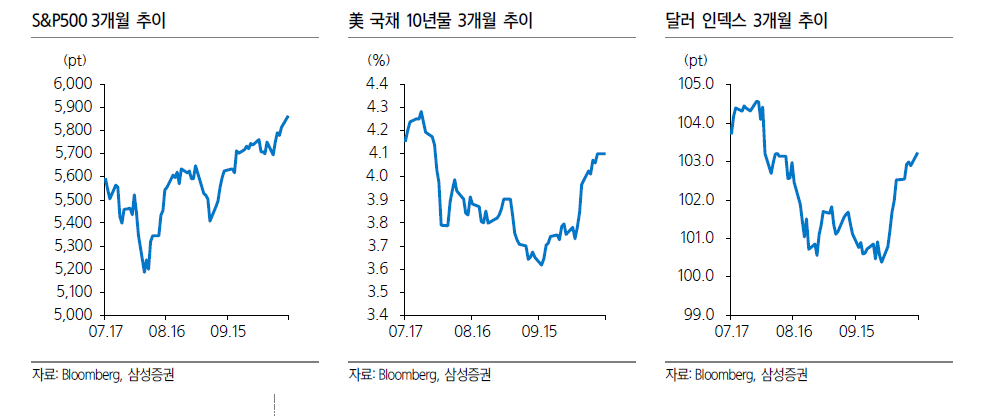 S&P500 3개월 추이
(pt)
6,000
5,900
5,800
5,700
5,600
5,500
5,400
5,300
5,200
5,100
5,000
07.17 08.16 09.15
자료: Bloomberg, 삼성증권
美 국채 10년물 3개월 추이
(%)
4.4
4.3
4.2
4.1
4.0
3.9
3.8
3.7
3.6
3.5
3.4
07.17 08.16 09.15
자료: Bloomberg, 삼성증권
달러 인덱스 3개월 추이
(pt)
105.0
104.0
103.0
102.0
101.0
100.0
99.0
07.17 08.16 09.15
자료: Bloomberg, 삼성증권